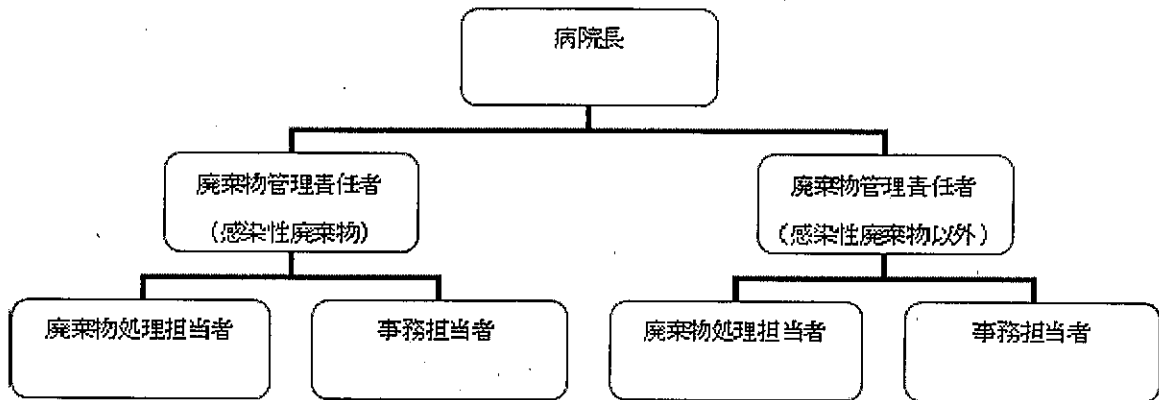 病院長
廃棄物管理責任者
(感染性廃棄物)
廃棄物管理責任者
(感染性廃棄物以外)
廃棄物処理担当者
事務担当者
廃棄物処理担当者
事務担当者